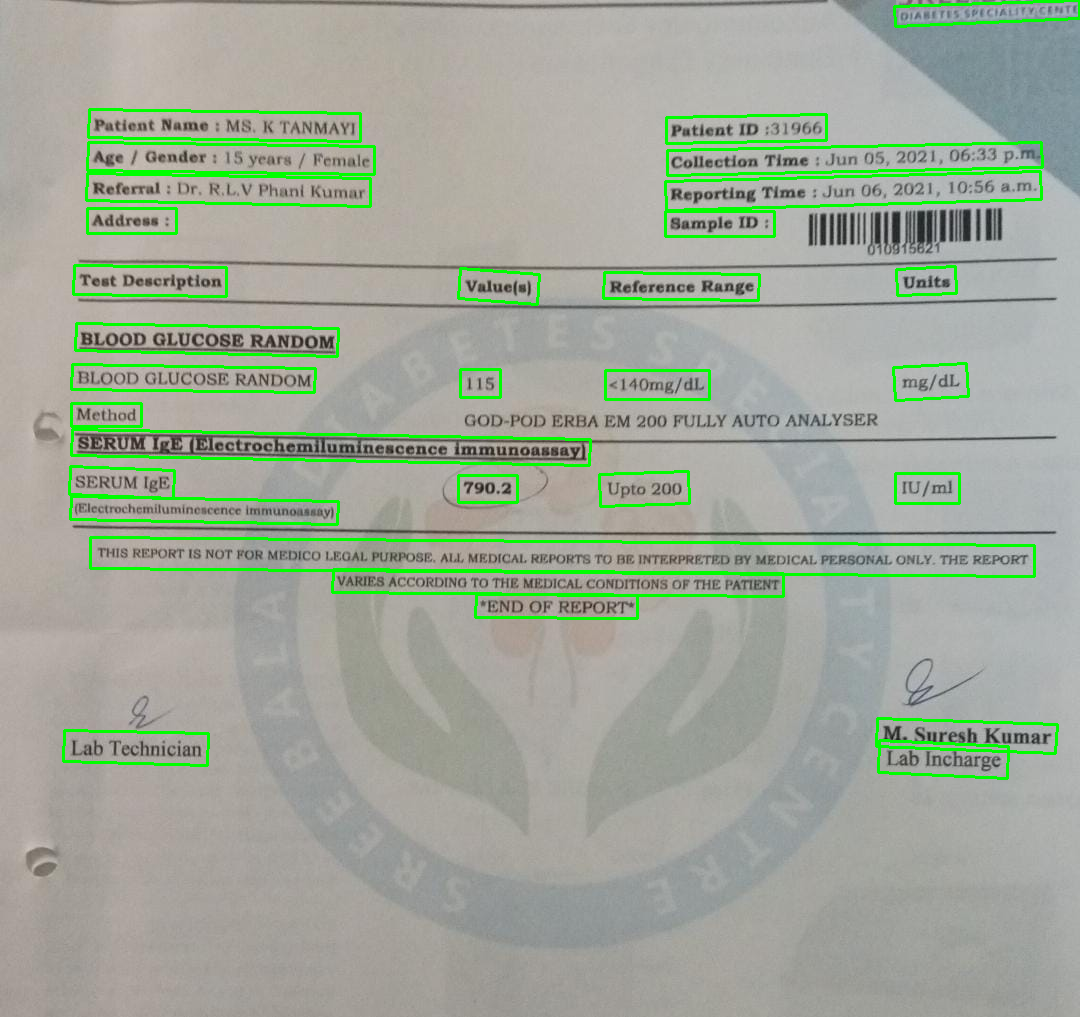 DIABETES SPECIALITY CENTE
Patient Name : MS. K TANMAYI
Patient ID :31966
Age / Gender : 15 years / Female
Collection Time : Jun 05, 2021, 06:33 p.m.
Referral : Dr. R.L.V Phani Kumar
Reporting Time : Jun 06, 2021, 10:56 a.m.
Address :
Sample ID :
010915621
Test Description Value(s) Reference Range Units
BLOOD GLUCOSE RANDOM
BLOOD GLUCOSE RANDOM 115 <140mg/dL mg/dL
Method GOD-POD ERBA EM 200 FULLY AUTO ANALYSER
SERUM IgE (Electrochemiluminescence immunoassay)
SERUM IgE 790.2 Upto 200 IU/ml
(Electrochemiluminescence immunoassay)
THIS REPORT IS NOT FOR MEDICO LEGAL PURPOSE. ALL MEDICAL REPORTS TO BE INTERPRETED BY MEDICAL PERSONAL ONLY. THE REPORT
VARIES ACCORDING TO THE MEDICAL CONDITIONS OF THE PATIENT
*END OF REPORT*
SREE BALA DIABETES SPECIALITY CENTRE
Lab Technician
M. Suresh Kumar
Lab Incharge